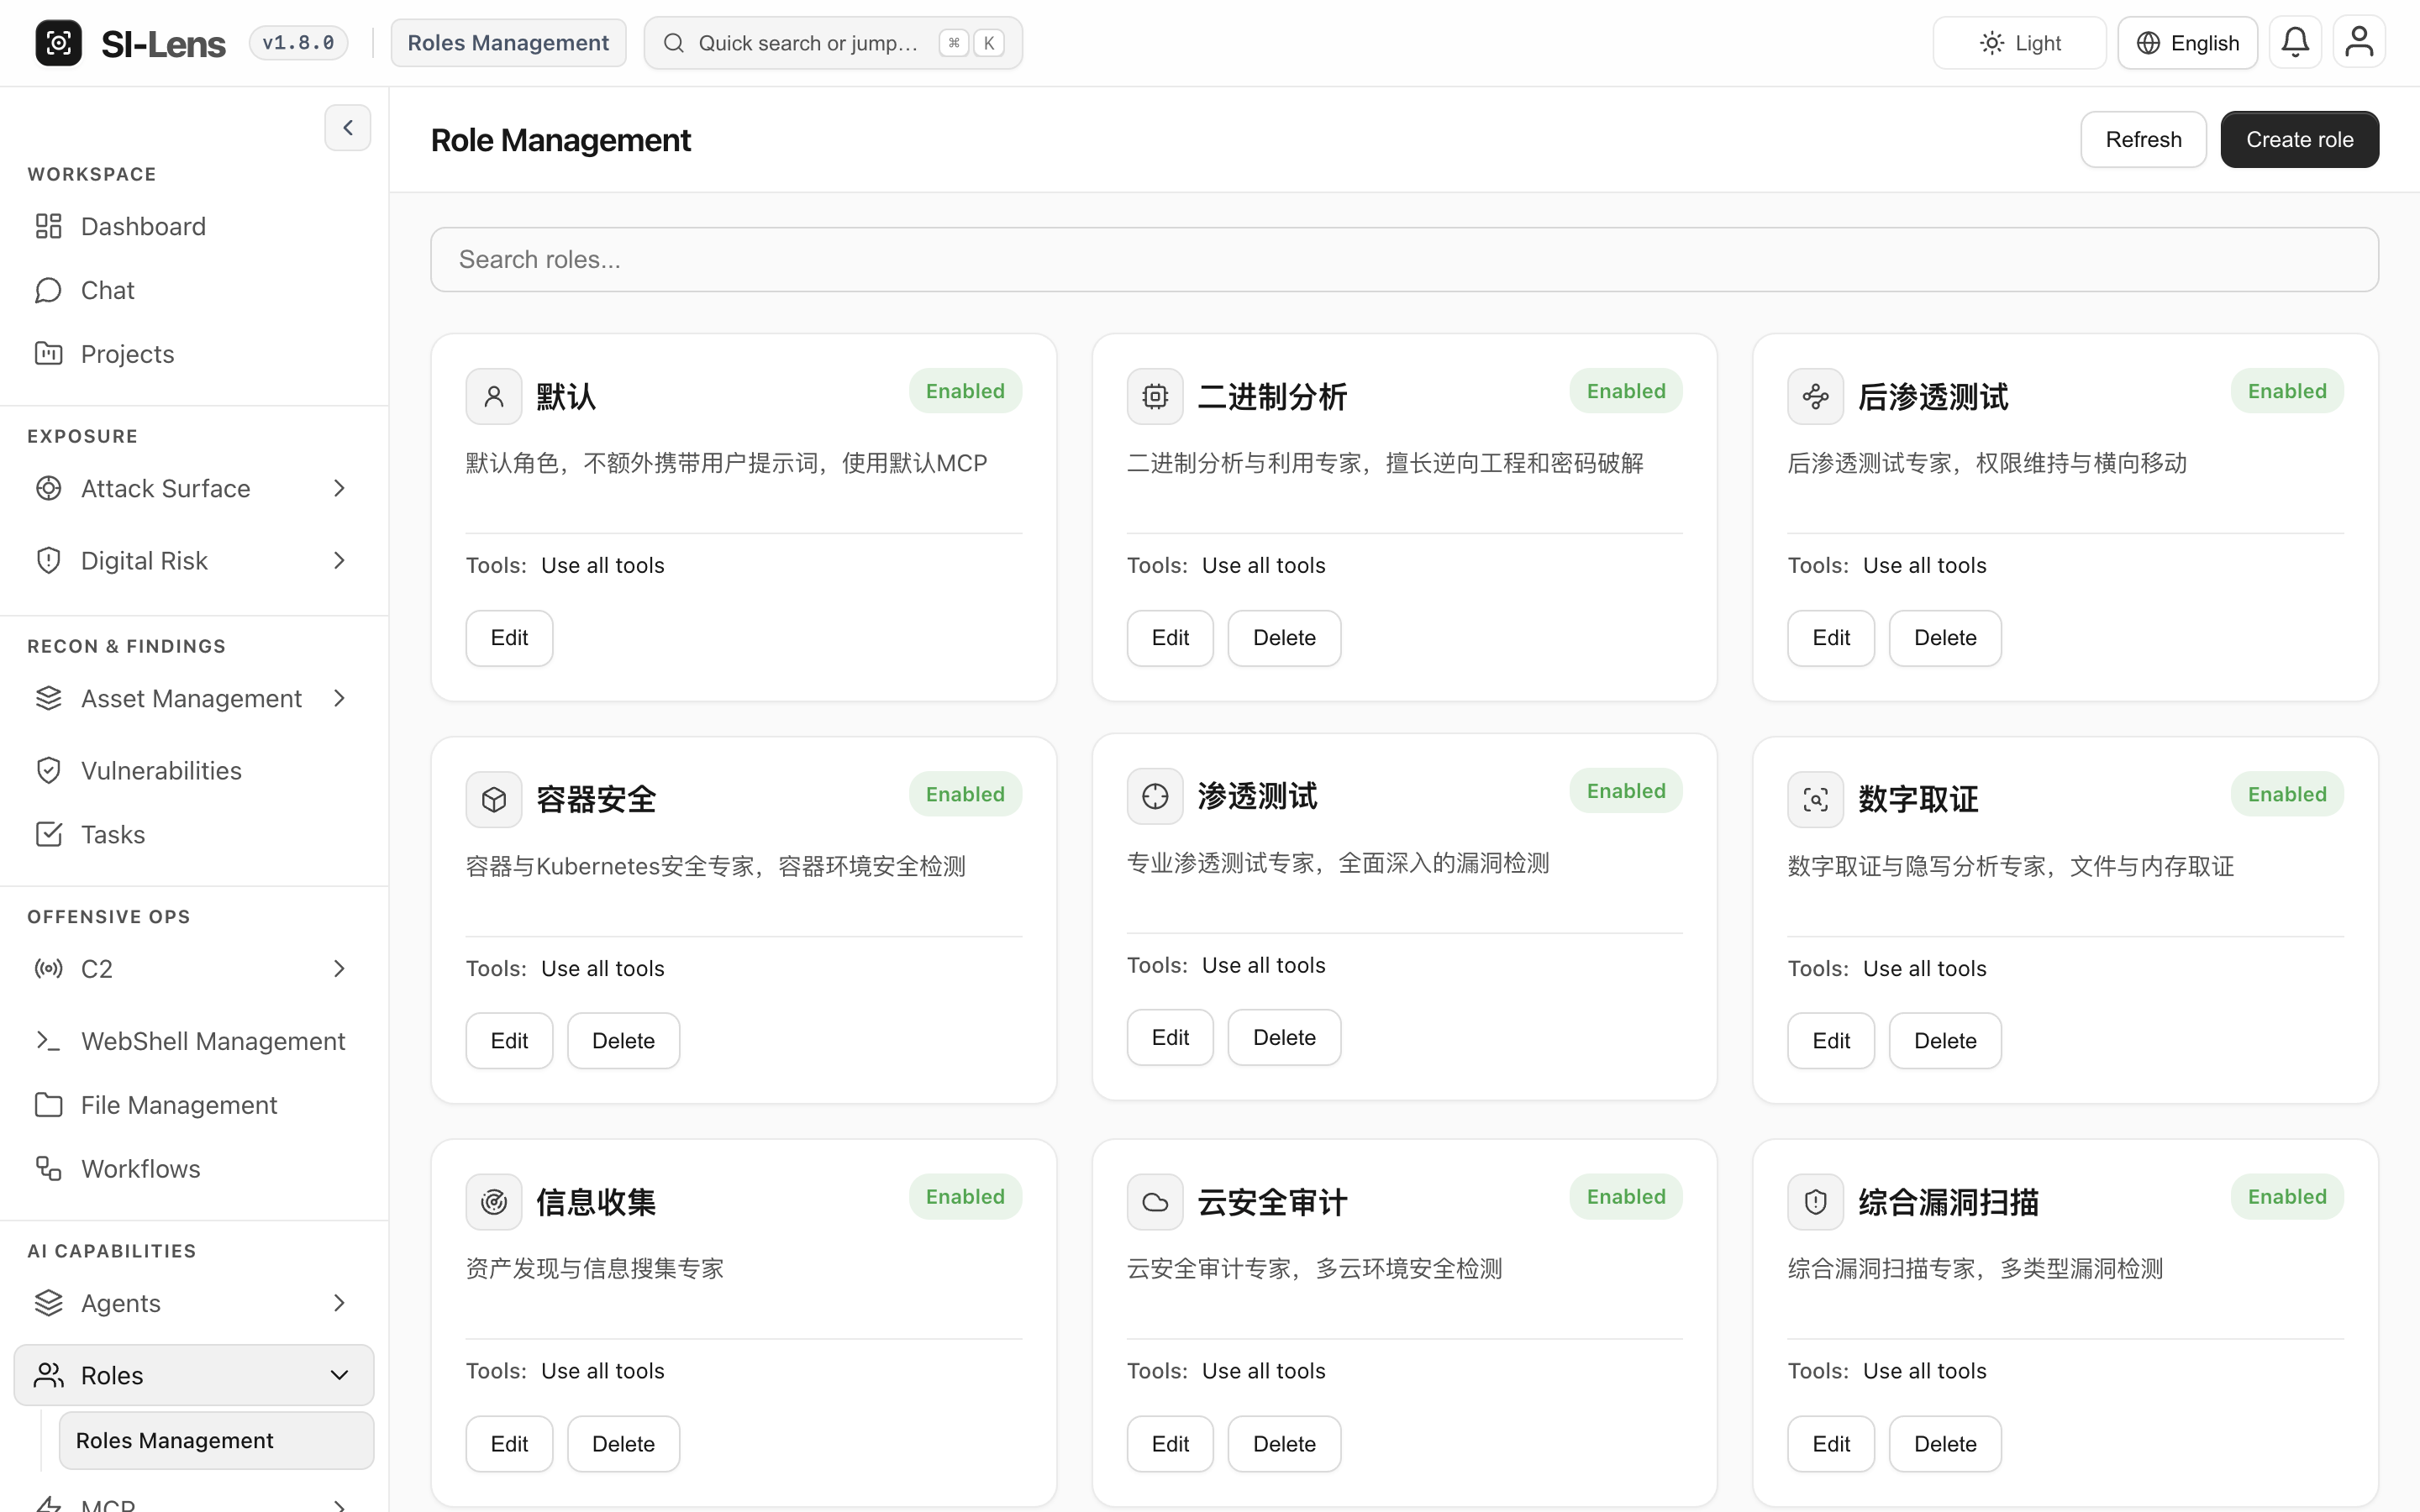 SI-Lens
v1.8.0
Roles Management
Quick search or jump...
⌘ K
Light
English
WORKSPACE
Dashboard
Chat
Projects
EXPOSURE
Attack Surface
Digital Risk
RECON & FINDINGS
Asset Management
Vulnerabilities
Tasks
OFFENSIVE OPS
C2
WebShell Management
File Management
Workflows
AI CAPABILITIES
Agents
Roles
Roles Management
MCP
Role Management
Refresh
Create role
Search roles...
默认
Enabled
默认角色，不额外携带用户提示词，使用默认MCP
Tools: Use all tools
Edit
二进制分析
Enabled
二进制分析与利用专家，擅长逆向工程和密码破解
Tools: Use all tools
Edit
Delete
后渗透测试
Enabled
后渗透测试专家，权限维持与横向移动
Tools: Use all tools
Edit
Delete
容器安全
Enabled
容器与Kubernetes安全专家，容器环境安全检测
Tools: Use all tools
Edit
Delete
渗透测试
Enabled
专业渗透测试专家，全面深入的漏洞检测
Tools: Use all tools
Edit
Delete
数字取证
Enabled
数字取证与隐写分析专家，文件与内存取证
Tools: Use all tools
Edit
Delete
信息收集
Enabled
资产发现与信息搜集专家
Tools: Use all tools
Edit
Delete
云安全审计
Enabled
云安全审计专家，多云环境安全检测
Tools: Use all tools
Edit
Delete
综合漏洞扫描
Enabled
综合漏洞扫描专家，多类型漏洞检测
Tools: Use all tools
Edit
Delete